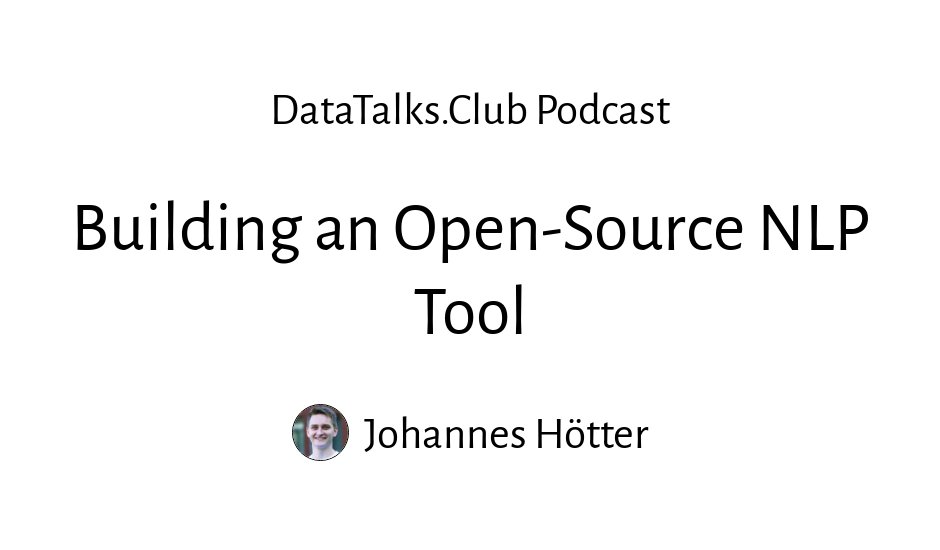 DataTalks.Club Podcast
Building an Open-Source NLP
Tool
Johannes Hötter